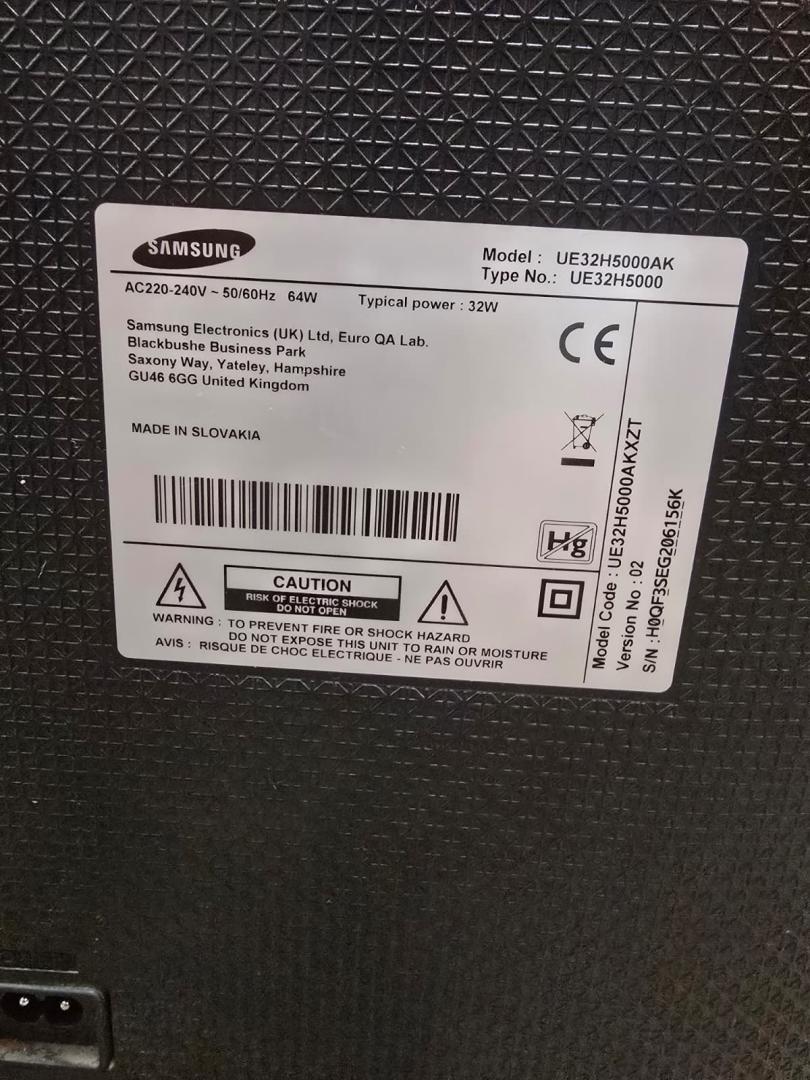 SAMSUNG
Model : UE32H5000AK
Type No.: UE32H5000
AC220-240V ~ 50/60Hz 64W Typical power : 32W
Samsung Electronics (UK) Ltd, Euro QA Lab.
Blackbushe Business Park
Saxony Way, Yateley, Hampshire
GU46 6GG United Kingdom
CE
MADE IN SLOVAKIA
Hg
CAUTION
RISK OF ELECTRIC SHOCK
DO NOT OPEN
WARNING : TO PREVENT FIRE OR SHOCK HAZARD
DO NOT EXPOSE THIS UNIT TO RAIN OR MOISTURE
AVIS : RISQUE DE CHOC ELECTRIQUE - NE PAS OUVRIR
Model Code : UE32H5000AKXZT
Version No : 02
S/N : H0QF3SEG206156K